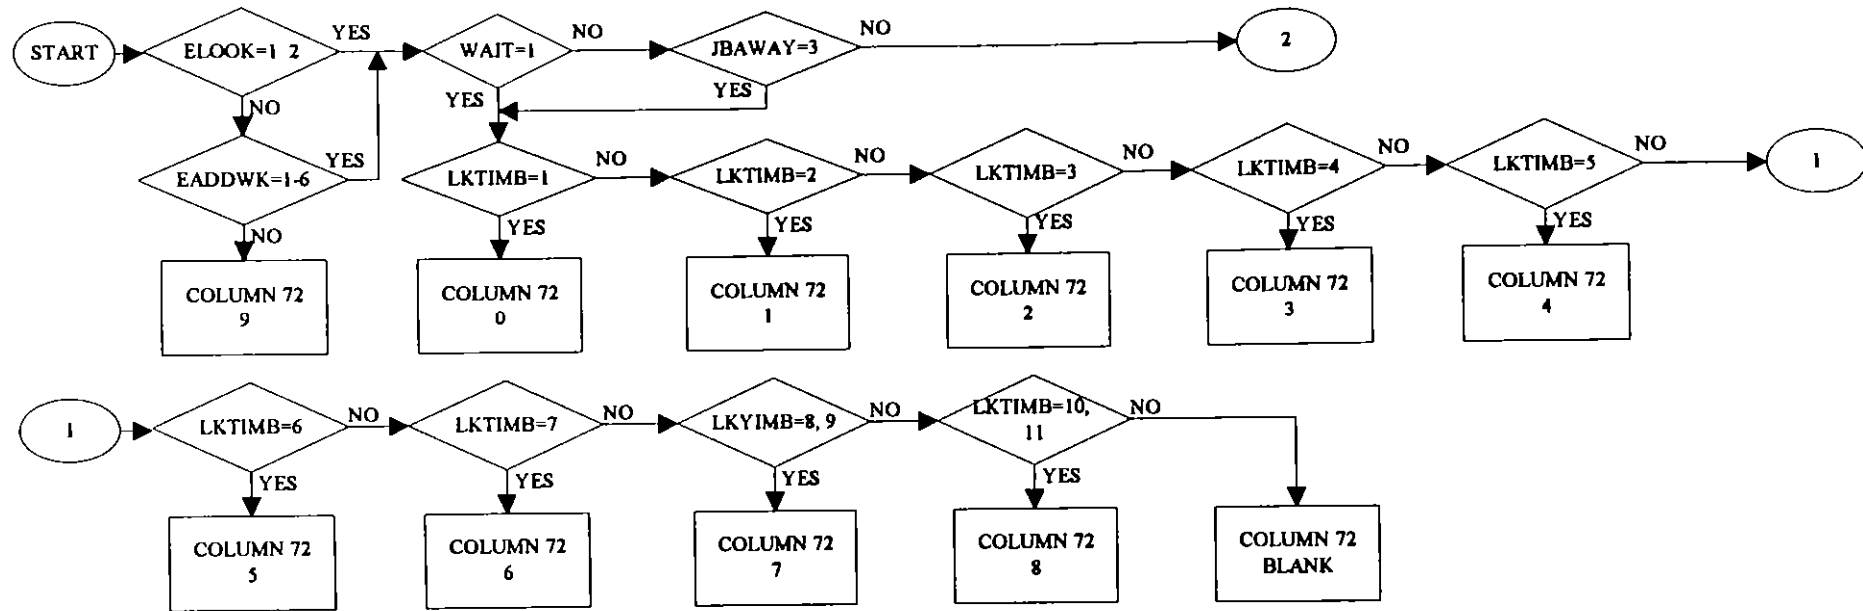 START
ELOOK=1 2
YES
WAIT=1
NO
JBAWAY=3
NO
2
NO
YES
YES
EADDWK=1-6
YES
LKTIMB=1
NO
LKTIMB=2
NO
LKTIMB=3
NO
LKTIMB=4
NO
LKTIMB=5
NO
1
NO
YES
YES
YES
YES
YES
COLUMN 72
9
COLUMN 72
0
COLUMN 72
1
COLUMN 72
2
COLUMN 72
3
COLUMN 72
4
1
LKTIMB=6
NO
LKTIMB=7
NO
LKYIMB=8, 9
NO
LKTIMB=10,
11
NO
YES
YES
YES
YES
COLUMN 72
5
COLUMN 72
6
COLUMN 72
7
COLUMN 72
8
COLUMN 72
BLANK